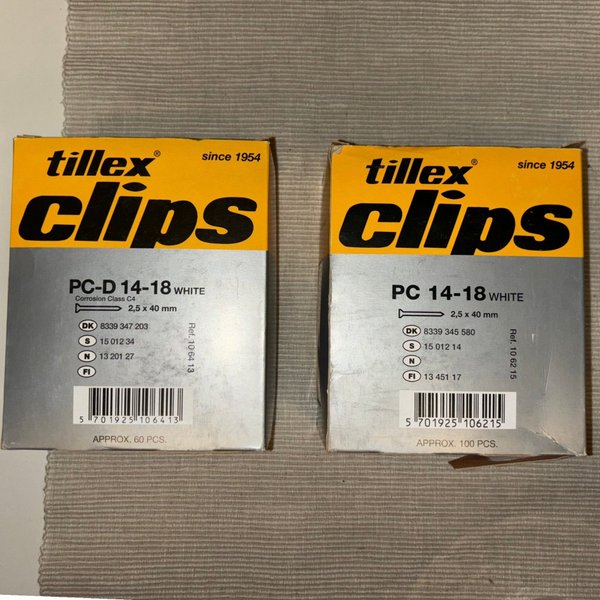 tillex®
since 1954
clips
PC-D 14-18 WHITE
Corrosion Class C4
2,5 x 40 mm
DK 8339 347 203
S 15 012 34
N 13 201 27
FI
Ref. 10 64 13
5 701925 106413
APPROX. 60 PCS.
tillex®
since 1954
clips
PC 14-18 WHITE
2,5 x 40 mm
DK 8339 345 580
S 15 012 14
N
FI 13 451 17
Ref. 10 62 15
5 701925 106215
APPROX. 100 PCS.